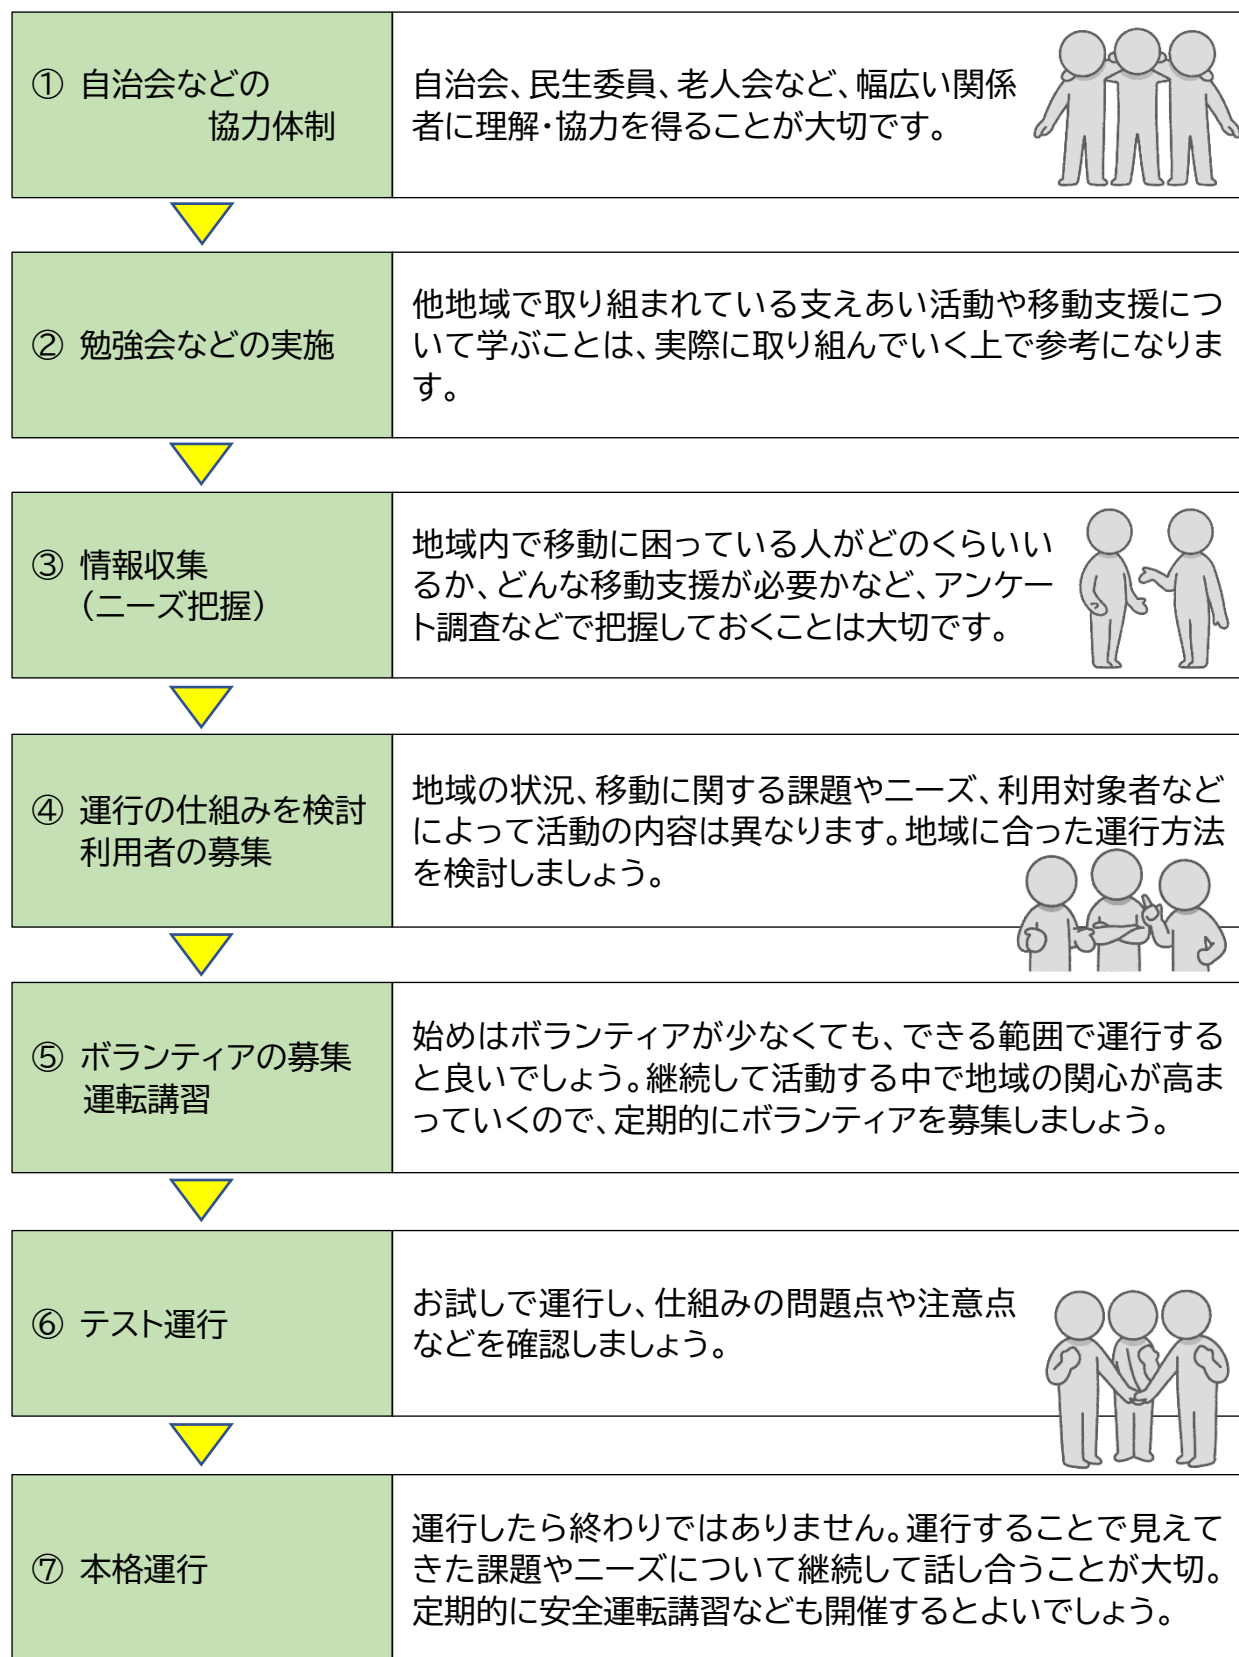 ① 自治会などの
協力体制
自治会、民生委員、老人会など、幅広い関係
者に理解・協力を得ることが大切です。
② 勉強会などの実施
他地域で取り組まれている支えあい活動や移動支援につ
いて学ぶことは、実際に取り組んでいく上で参考になりま
す。
③ 情報収集
（ニーズ把握）
地域内で移動に困っている人がどのくらいい
るか、どんな移動支援が必要かなど、アンケー
ト調査などで把握しておくことは大切です。
④ 運行の仕組みを検討
利用者の募集
地域の状況、移動に関する課題やニーズ、利用対象者など
によって活動の内容は異なります。地域に合った運行方法
を検討しましょう。
⑤ ボランティアの募集
運転講習
始めはボランティアが少なくても、できる範囲で運行する
と良いでしょう。継続して活動する中で地域の関心が高ま
っていくので、定期的にボランティアを募集しましょう。
⑥ テスト運行
お試しで運行し、仕組みの問題点や注意点
などを確認しましょう。
⑦ 本格運行
運行したら終わりではありません。運行することで見えて
きた課題やニーズについて継続して話し合うことが大切。
定期的に安全運転講習なども開催するとよいでしょう。